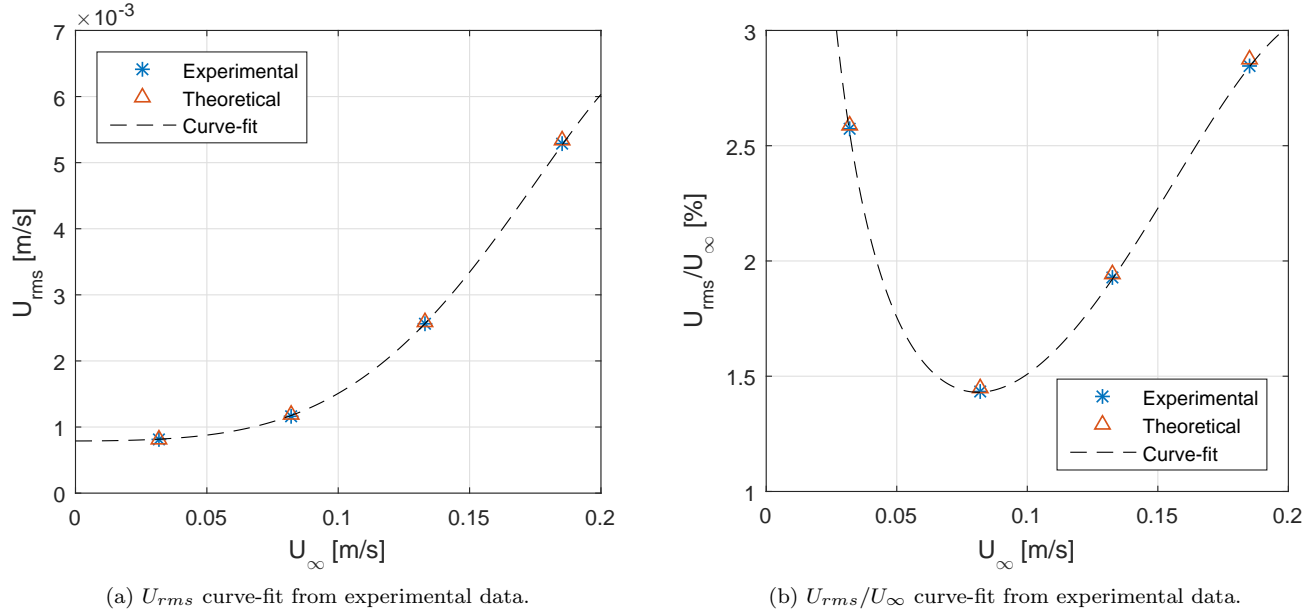 ×10⁻³
7
6
5
4
3
2
1
0
U_rms [m/s]
Experimental
Theoretical
Curve-fit
0 0.05 0.1 0.15 0.2
U_∞ [m/s]
(a) U_rms curve-fit from experimental data.
3
2.5
2
1.5
1
U_rms/U_∞ [%]
Experimental
Theoretical
Curve-fit
0 0.05 0.1 0.15 0.2
U_∞ [m/s]
(b) U_rms/U_∞ curve-fit from experimental data.